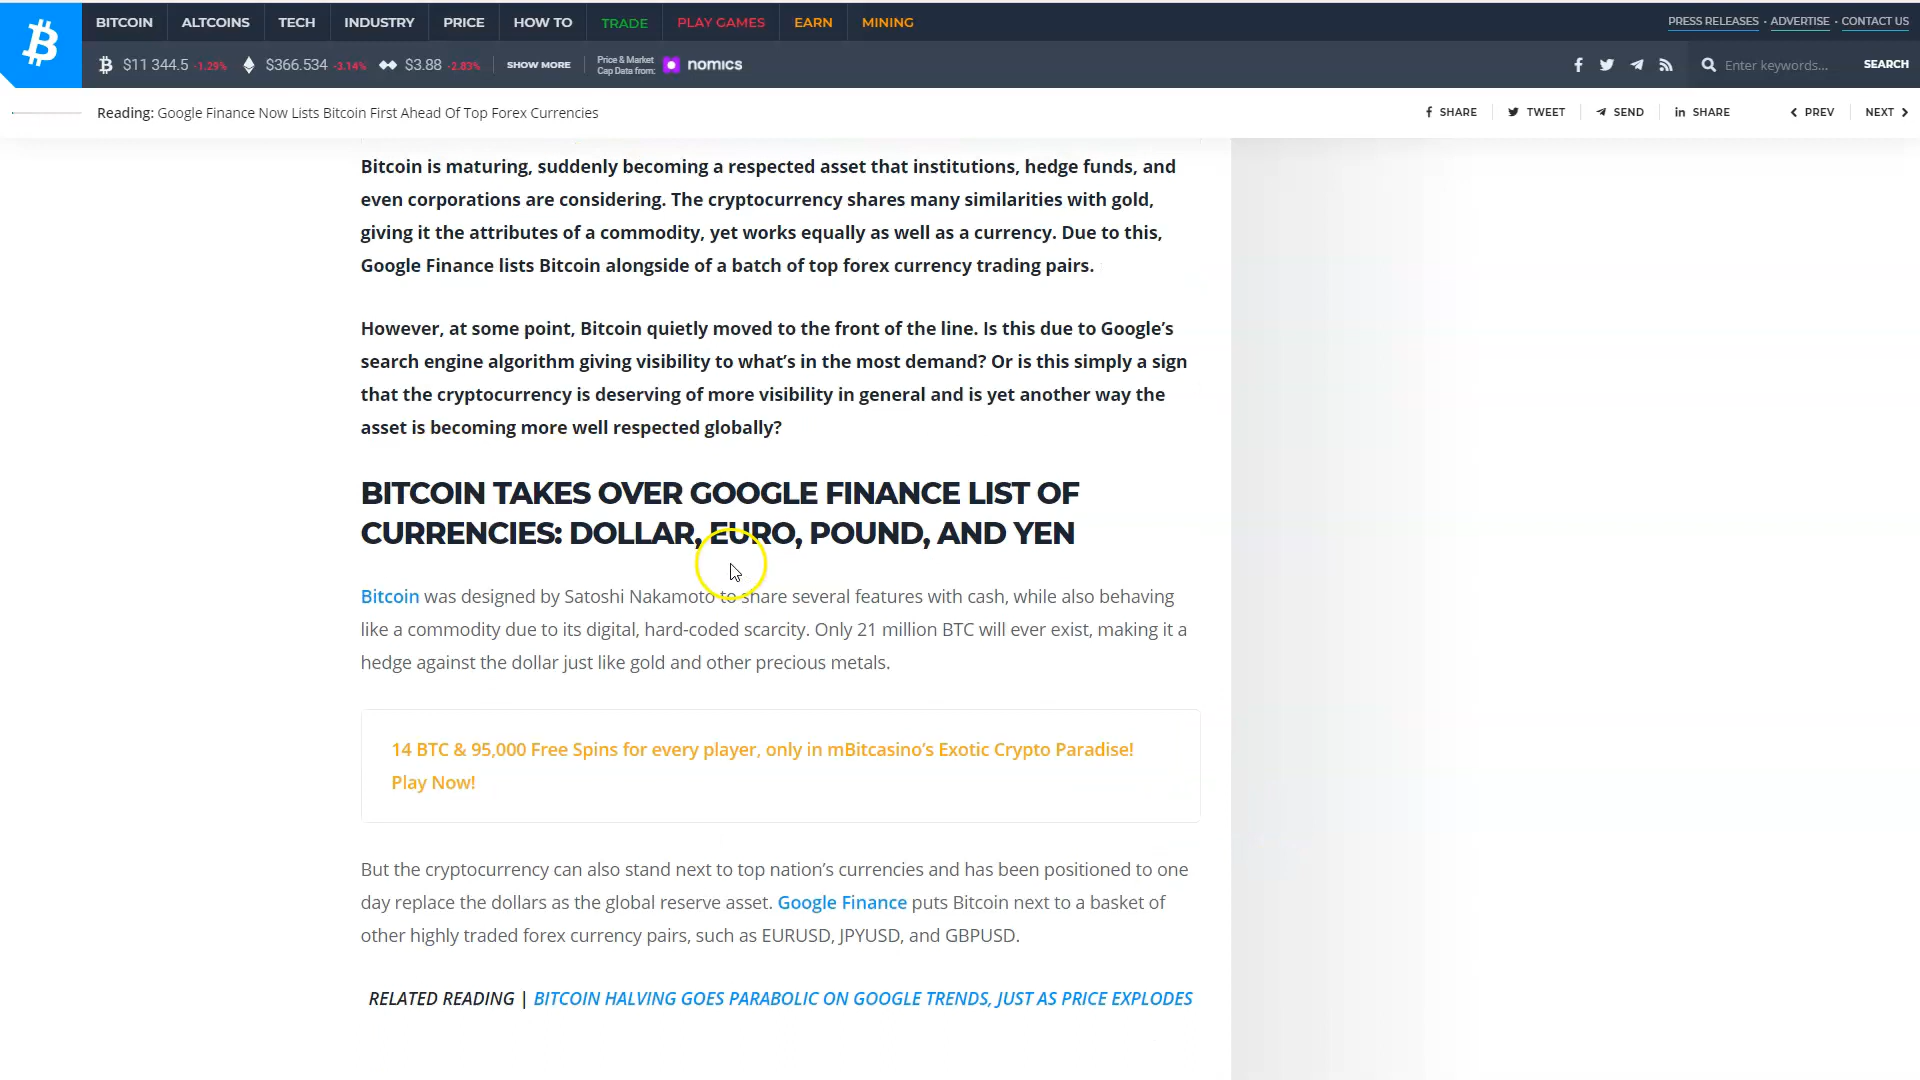 BITCOIN ALTCOINS TECH INDUSTRY PRICE HOW TO TRADE PLAY GAMES EARN MINING PRESS RELEASES • ADVERTISE • CONTACT US
$11 344.5 -1.29% $366.534 -3.14% $3.88 -2.83% SHOW MORE Price & Market Cap Data from: nomics Enter keywords... SEARCH
Reading: Google Finance Now Lists Bitcoin First Ahead Of Top Forex Currencies SHARE TWEET SEND SHARE PREV NEXT
Bitcoin is maturing, suddenly becoming a respected asset that institutions, hedge funds, and
even corporations are considering. The cryptocurrency shares many similarities with gold,
giving it the attributes of a commodity, yet works equally as well as a currency. Due to this,
Google Finance lists Bitcoin alongside of a batch of top forex currency trading pairs.
However, at some point, Bitcoin quietly moved to the front of the line. Is this due to Google’s
search engine algorithm giving visibility to what’s in the most demand? Or is this simply a sign
that the cryptocurrency is deserving of more visibility in general and is yet another way the
asset is becoming more well respected globally?
BITCOIN TAKES OVER GOOGLE FINANCE LIST OF
CURRENCIES: DOLLAR, EURO, POUND, AND YEN
Bitcoin was designed by Satoshi Nakamoto to share several features with cash, while also behaving
like a commodity due to its digital, hard-coded scarcity. Only 21 million BTC will ever exist, making it a
hedge against the dollar just like gold and other precious metals.
14 BTC & 95,000 Free Spins for every player, only in mBitcasino’s Exotic Crypto Paradise!
Play Now!
But the cryptocurrency can also stand next to top nation’s currencies and has been positioned to one
day replace the dollars as the global reserve asset. Google Finance puts Bitcoin next to a basket of
other highly traded forex currency pairs, such as EURUSD, JPYUSD, and GBPUSD.
RELATED READING | BITCOIN HALVING GOES PARABOLIC ON GOOGLE TRENDS, JUST AS PRICE EXPLODES